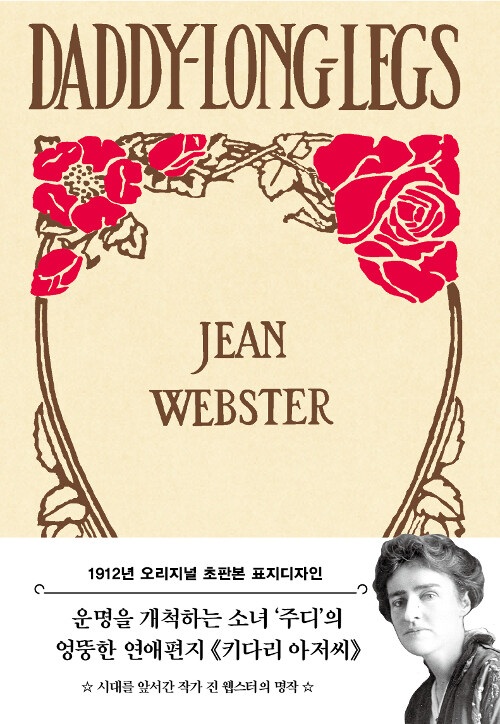 DADDY-LONG-LEGS
JEAN
WEBSTER
1912년 오리지널 초판본 표지디자인
운명을 개척하는 소녀 ‘주디’의
엉뚱한 연애편지 《키다리 아저씨》
☆ 시대를 앞서간 작가 진 웹스터의 명작 ☆